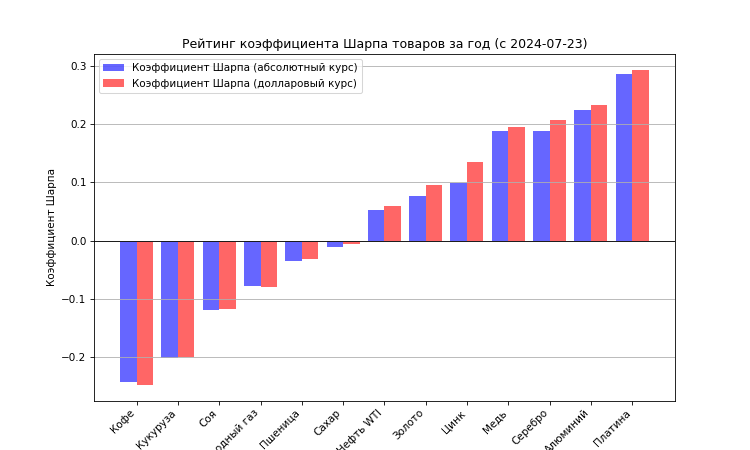 Рейтинг коэффициента Шарпа товаров за год (с 2024-07-23)
Коэффициент Шарпа (абсолютный курс)
Коэффициент Шарпа (долларовый курс)
Коэффициент Шарпа
0.3
0.2
0.1
0.0
−0.1
−0.2
Кофе
Кукуруза
Соя
газ
Пшеница
Сахар
Нефть WTI
Золото
Цинк
Медь
Серебро
Алюминий
Платина